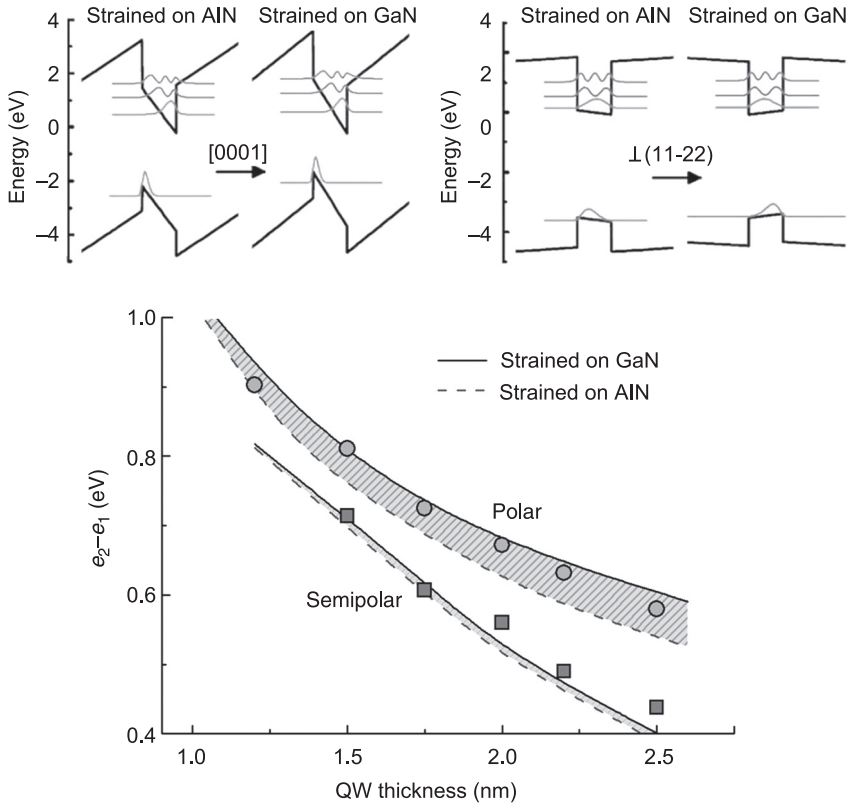 Strained on AlN Strained on GaN
Strained on AlN Strained on GaN
4
2
0
−2
−4
Energy (eV)
[0001]
4
2
0
−2
−4
Energy (eV)
⊥(11-22)
1.0
0.8
0.6
0.4
e₂–e₁ (eV)
Strained on GaN
Strained on AlN
Polar
Semipolar
1.0 1.5 2.0 2.5
QW thickness (nm)